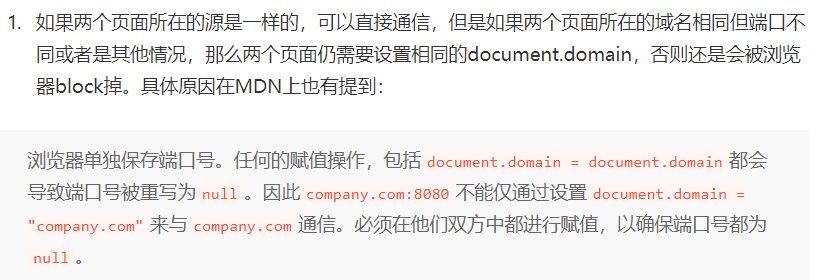 1. 如果两个页面所在的源是一样的，可以直接通信，但是如果两个页面所在的域名相同但端口不
同或者是其他情况，那么两个页面仍需要设置相同的document.domain，否则还是会被浏览
器block掉。具体原因在MDN上也有提到：
浏览器单独保存端口号。任何的赋值操作，包括 document.domain = document.domain 都会
导致端口号被重写为 null 。因此 company.com:8080 不能仅通过设置 document.domain =
"company.com" 来与 company.com 通信。必须在他们双方中都进行赋值，以确保端口号都为
null 。